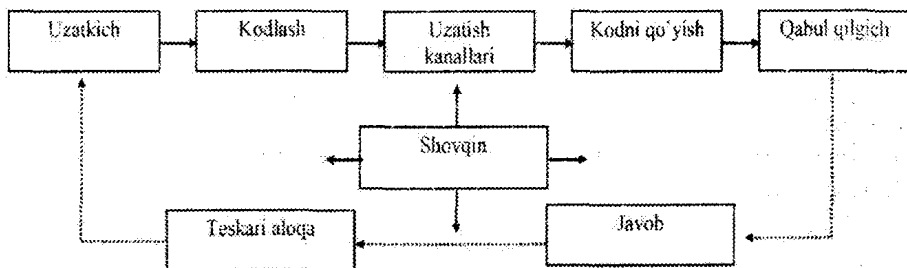 Uzatkich
Kodlash
Uzatish
kanallari
Kodni qo`yish
Qabul qilgich
Shovqin
Teskari aloqa
Javob